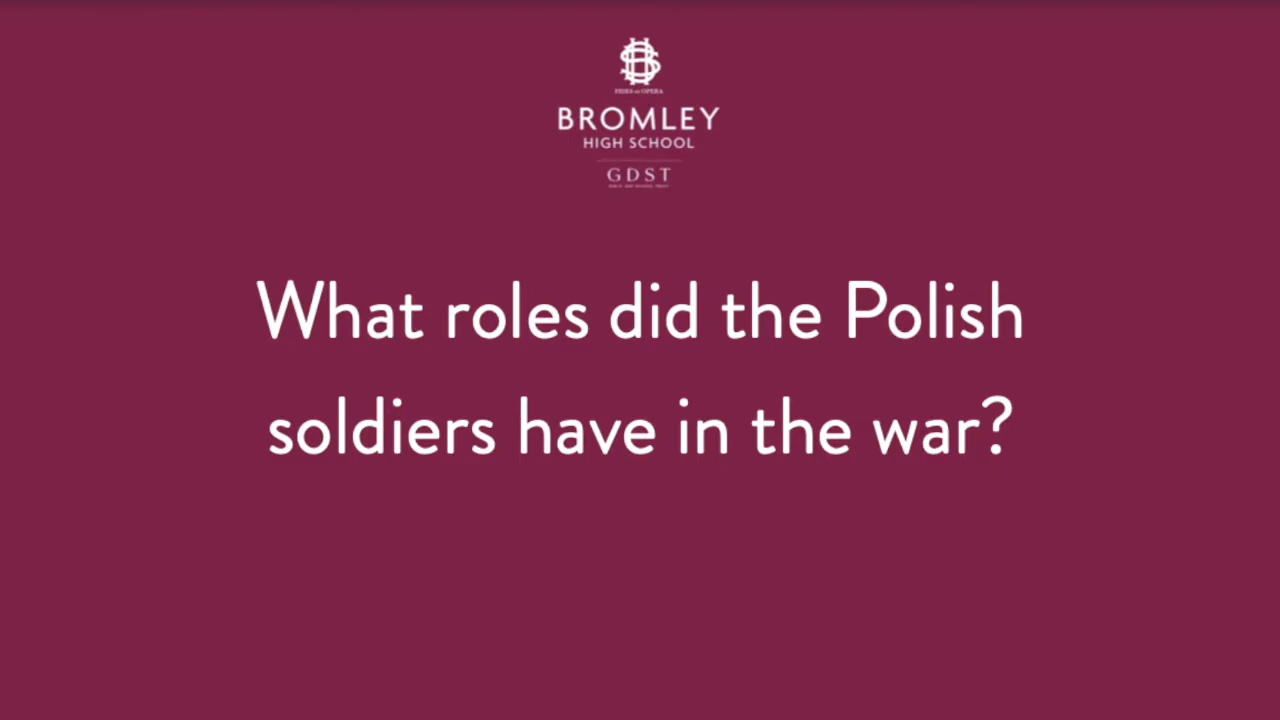 FIDES et OPERA
BROMLEY
HIGH SCHOOL
GDST
What roles did the Polish
soldiers have in the war?